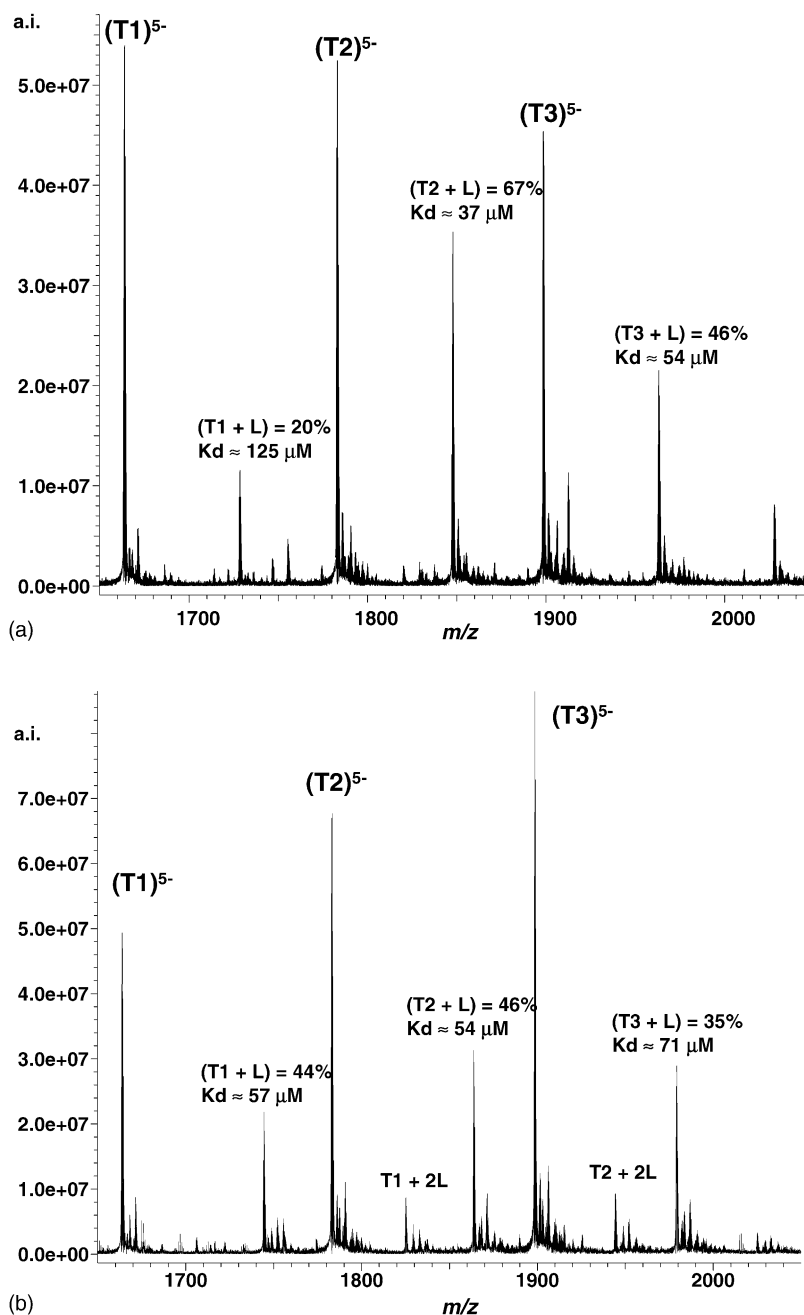 a.i.
(T1)5-
(T2)5-
(T3)5-
5.0e+07
(T2 + L) = 67%
Kd ≈ 37 µM
4.0e+07
3.0e+07
(T3 + L) = 46%
Kd ≈ 54 µM
2.0e+07
(T1 + L) = 20%
Kd ≈ 125 µM
1.0e+07
0.0e+00
1700 1800 1900 2000
(a) m/z
a.i.
(T3)5-
(T2)5-
7.0e+07
6.0e+07
(T1)5-
5.0e+07
4.0e+07
(T2 + L) = 46%
Kd ≈ 54 µM
(T3 + L) = 35%
Kd ≈ 71 µM
3.0e+07
(T1 + L) = 44%
Kd ≈ 57 µM
2.0e+07
T1 + 2L
T2 + 2L
1.0e+07
0.0e+00
1700 1800 1900 2000
(b) m/z